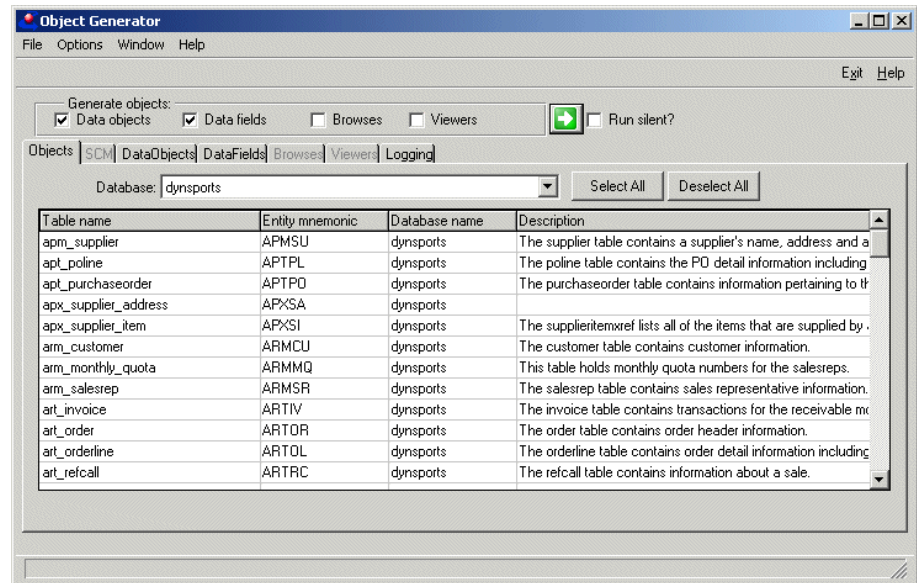 Object Generator
File Options Window Help
Exit Help
Generate objects:
Data objects Data fields Browses Viewers Run silent?
Objects SCM DataObjects DataFields Browses Viewers Logging
Database: dynsports Select All Deselect All
Table name Entity mnemonic Database name Description
apm_supplier APMSU dynsports The supplier table contains a supplier's name, address and a
apt_poline APTPL dynsports The poline table contains the PO detail information including
apt_purchaseorder APTPO dynsports The purchaseorder table contains information pertaining to th
apx_supplier_address APXSA dynsports
apx_supplier_item APXSI dynsports The supplieritemxref lists all of the items that are supplied by
arm_customer ARMCU dynsports The customer table contains customer information.
arm_monthly_quota ARMMQ dynsports This table holds monthly quota numbers for the salesreps.
arm_salesrep ARMSR dynsports The salesrep table contains sales representative information.
art_invoice ARTIV dynsports The invoice table contains transactions for the receivable mo
art_order ARTOR dynsports The order table contains order header information.
art_orderline ARTOL dynsports The orderline table contains order detail information including
art_refcall ARTRC dynsports The refcall table contains information about a sale.